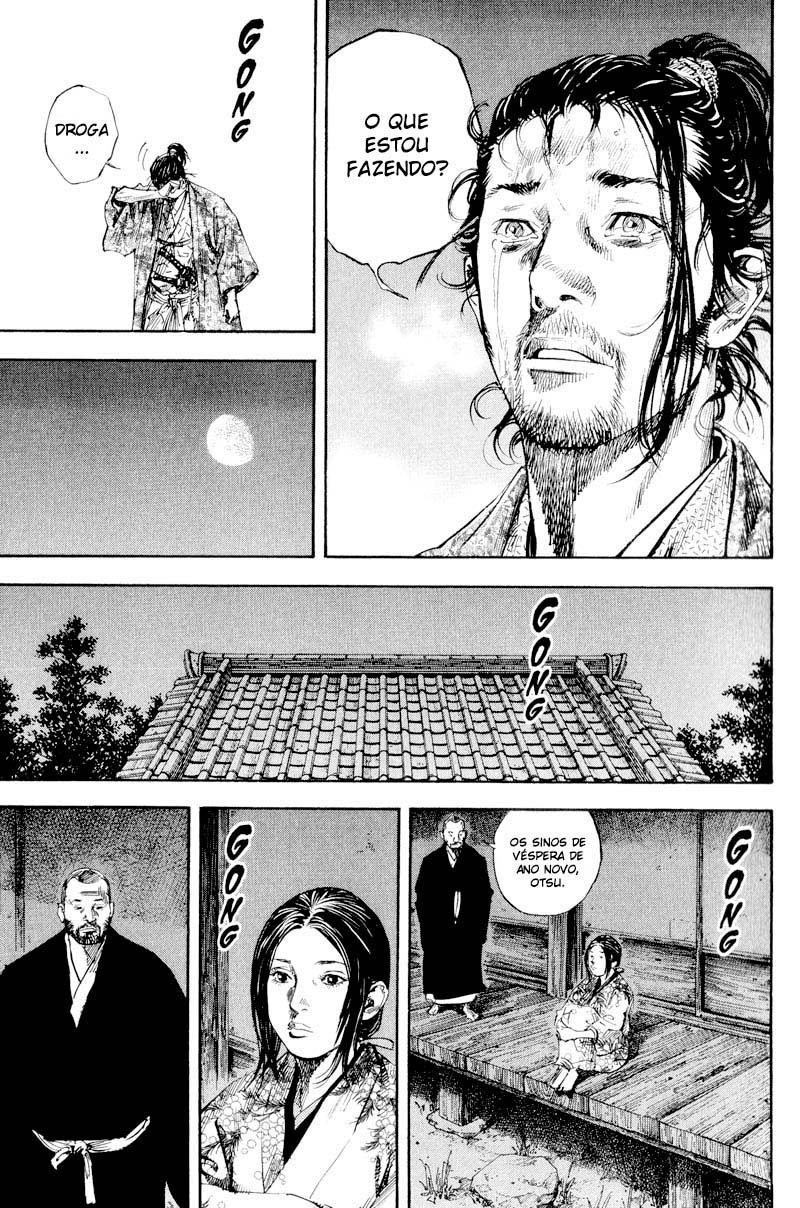 O QUE
ESTOU
FAZENDO?
GONG
DROGA
...
GONG
OS SINOS DE
VÉSPERA DE
ANO NOVO,
OTSU.
GONG
GONG